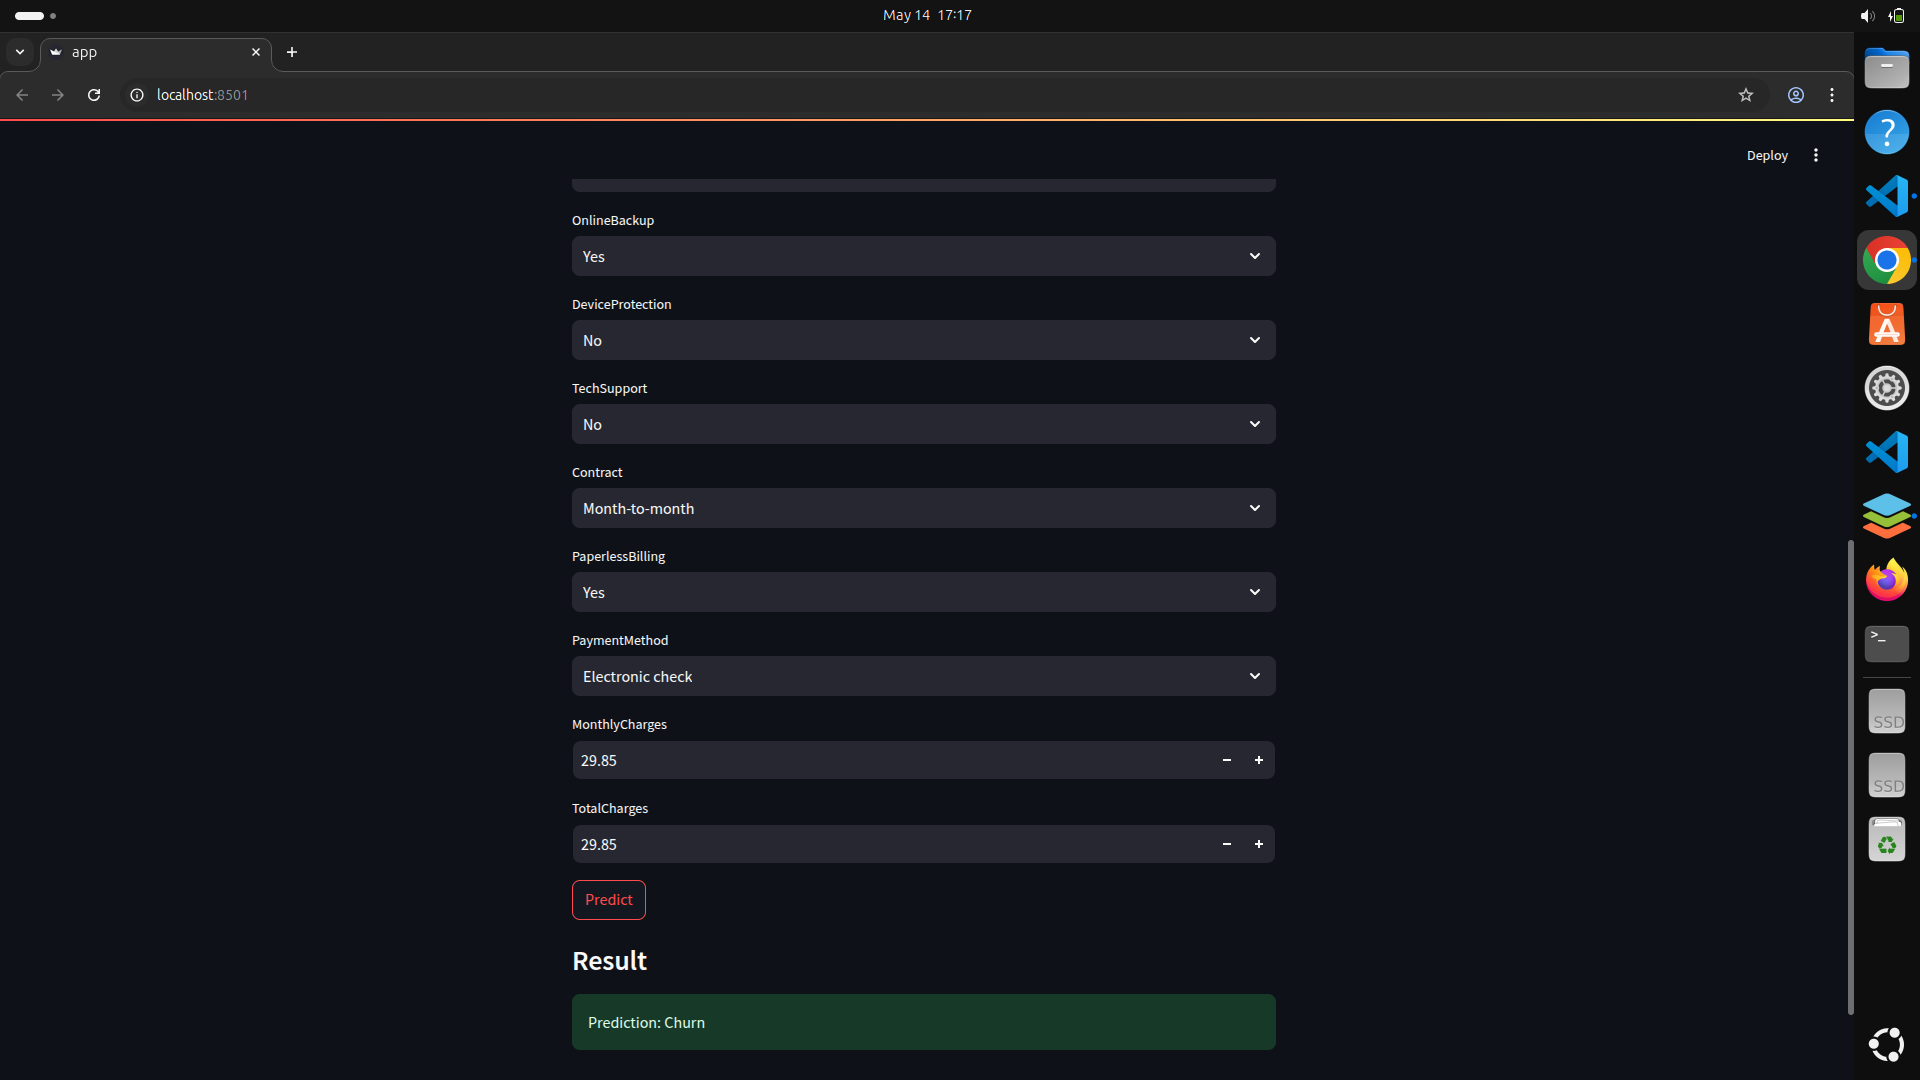 May 14 17:17
app
localhost:8501
Deploy
OnlineBackup
Yes
DeviceProtection
No
TechSupport
No
Contract
Month-to-month
PaperlessBilling
Yes
PaymentMethod
Electronic check
MonthlyCharges
29.85
TotalCharges
29.85
Predict
Result
Prediction: Churn
?
A
>_
SSD
SSD